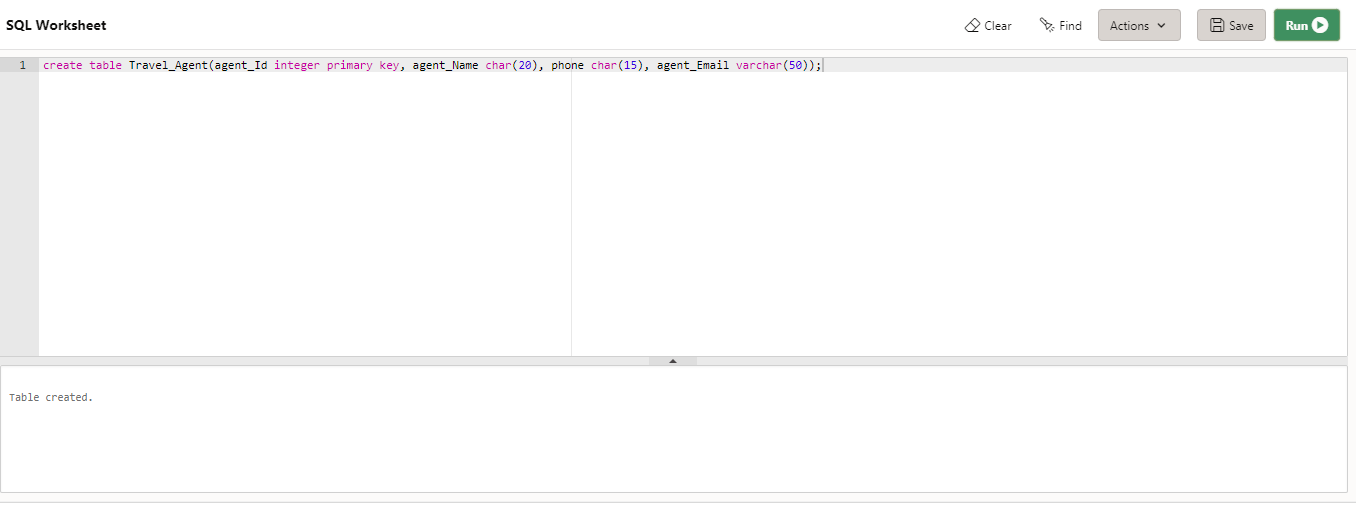 SQL Worksheet
Clear Find Actions Save Run
1 create table Travel_Agent(agent_Id integer primary key, agent_Name char(20), phone char(15), agent_Email varchar(50));
Table created.